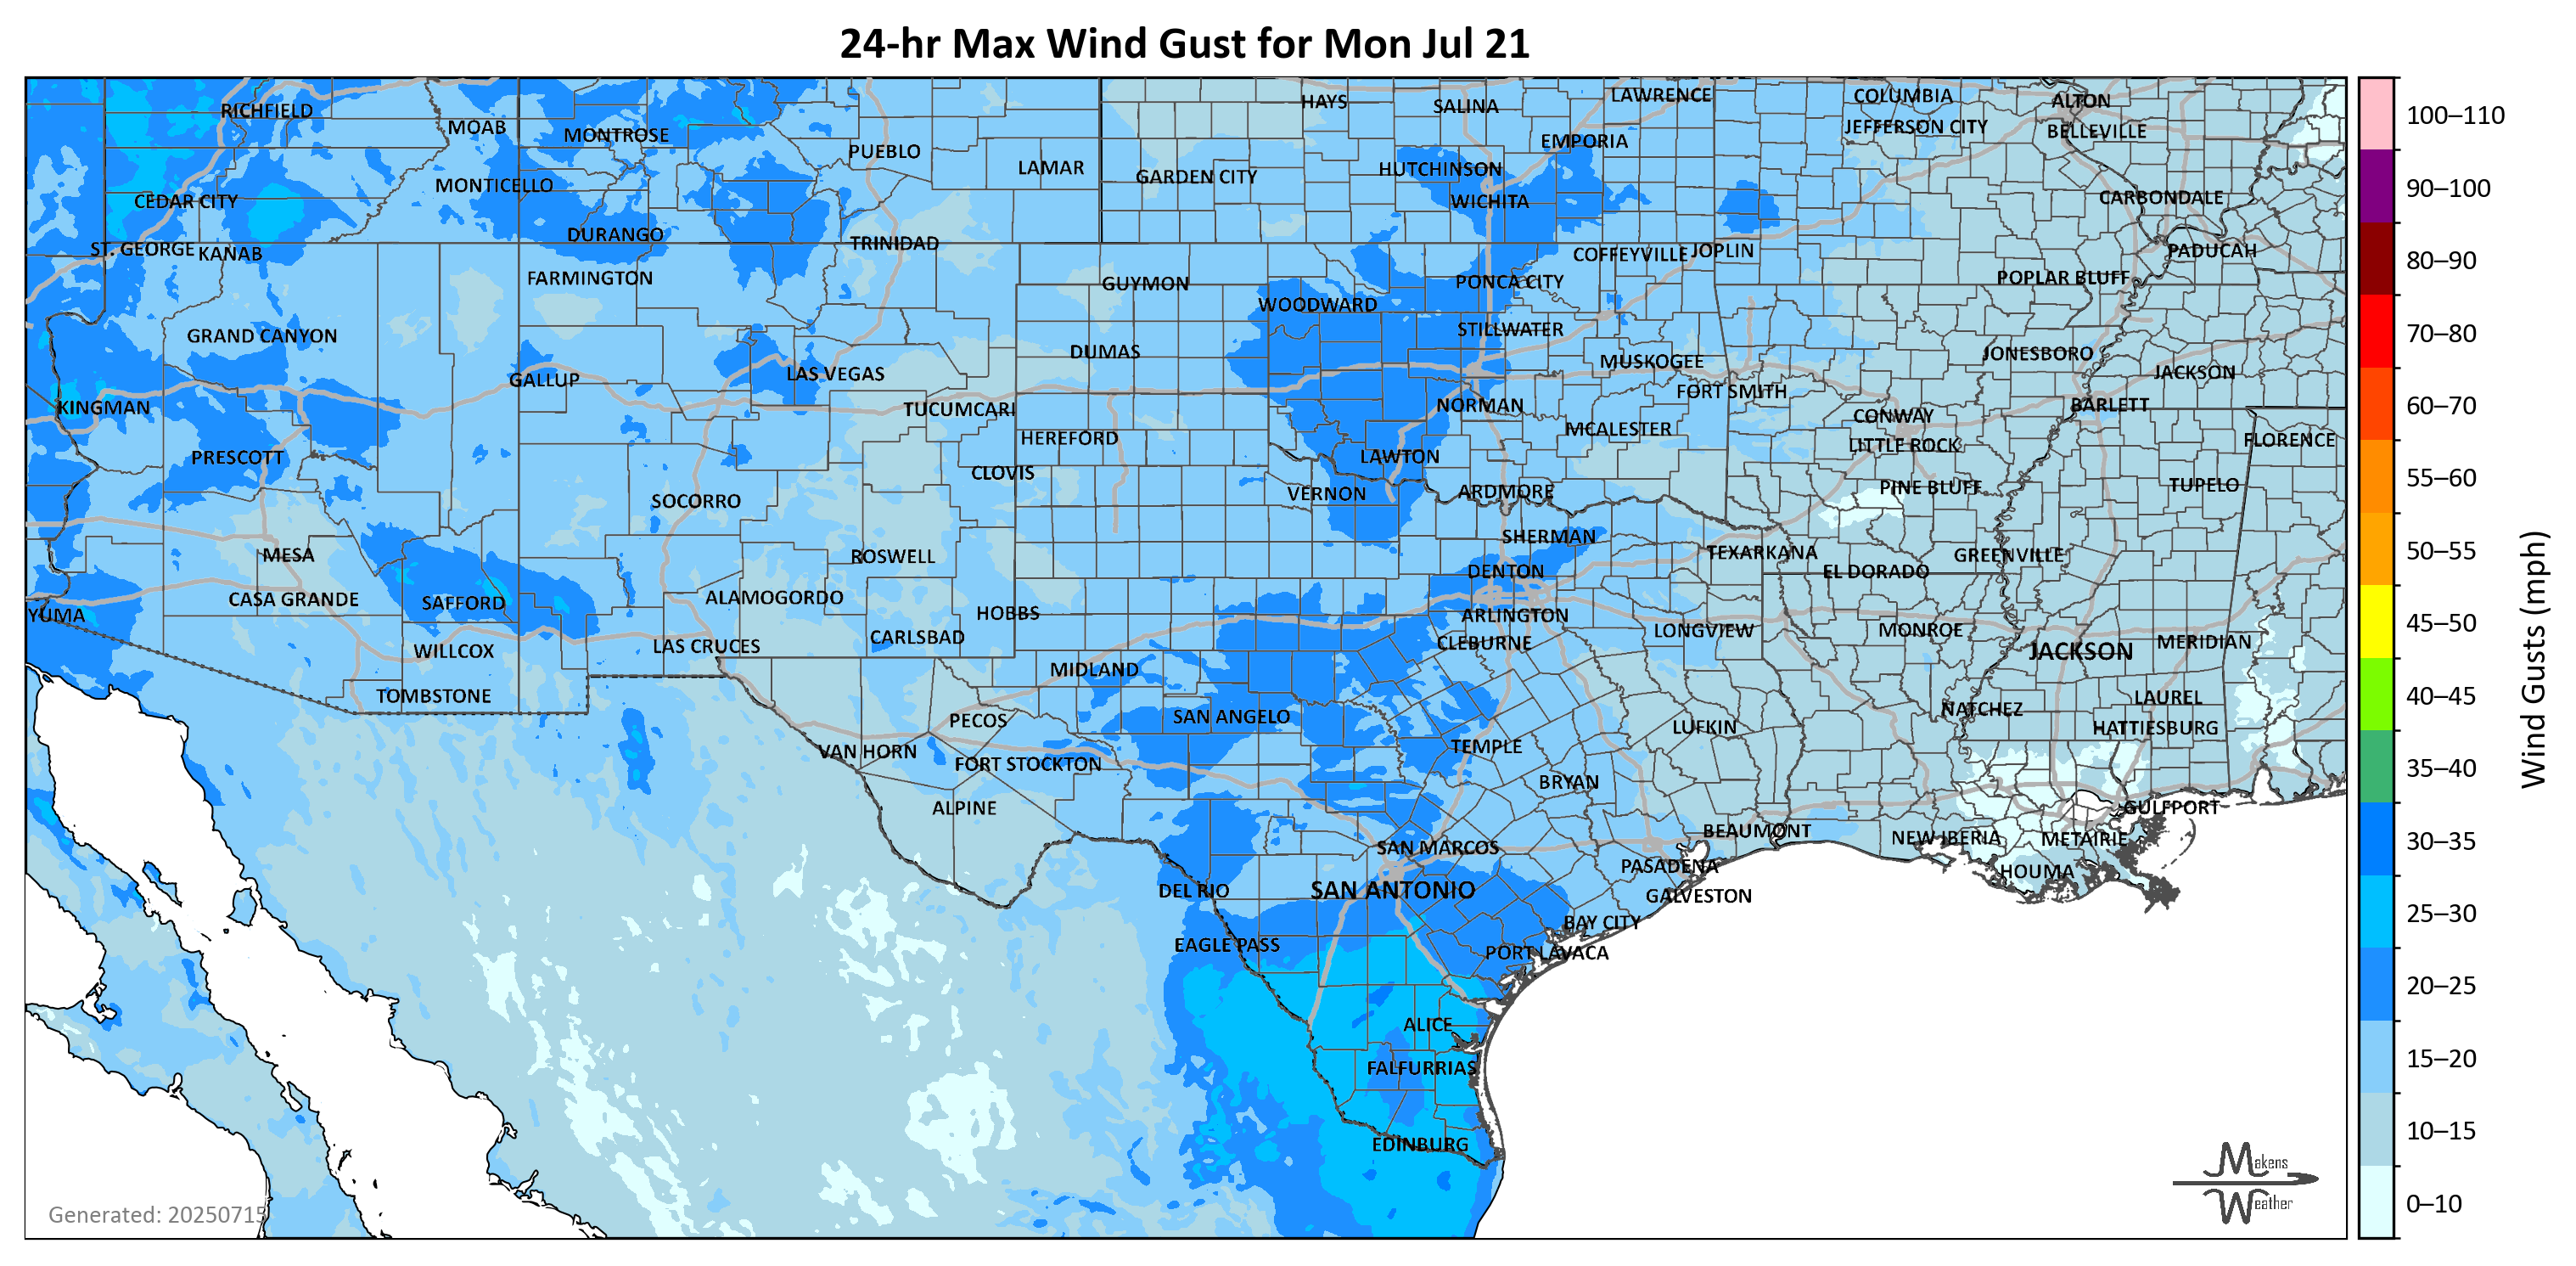 24-hr Max Wind Gust for Mon Jul 21
RICHFIELD
MOAB
MONTROSE
PUEBLO
LAMAR
HAYS
SALINA
LAWRENCE
COLUMBIA
ALTON
JEFFERSON CITY
BELLEVILLE
EMPORIA
HUTCHINSON
GARDEN CITY
MONTICELLO
CEDAR CITY
WICHITA
CARBONDALE
DURANGO
TRINIDAD
ST. GEORGE
KANAB
COFFEYVILLE
JOPLIN
PADUCAH
FARMINGTON
GUYMON
PONCA CITY
POPLAR BLUFF
WOODWARD
GRAND CANYON
STILLWATER
DUMAS
MUSKOGEE
JONESBORO
GALLUP
LAS VEGAS
JACKSON
FORT SMITH
KINGMAN
TUCUMCARI
NORMAN
BARLETT
CONWAY
HEREFORD
MCALESTER
LITTLE ROCK
FLORENCE
PRESCOTT
LAWTON
CLOVIS
SOCORRO
VERNON
ARDMORE
PINE BLUFF
TUPELO
MESA
ROSWELL
SHERMAN
TEXARKANA
GREENVILLE
DENTON
EL DORADO
CASA GRANDE
SAFFORD
ALAMOGORDO
HOBBS
ARLINGTON
YUMA
CARLSBAD
CLEBURNE
LONGVIEW
MONROE
MERIDIAN
WILLCOX
LAS CRUCES
JACKSON
MIDLAND
TOMBSTONE
LAUREL
NATCHEZ
PECOS
SAN ANGELO
LUFKIN
HATTIESBURG
VAN HORN
TEMPLE
FORT STOCKTON
BRYAN
ALPINE
GULFPORT
BEAUMONT
NEW IBERIA
METAIRIE
SAN MARCOS
PASADENA
HOUMA
DEL RIO
SAN ANTONIO
GALVESTON
BAY CITY
EAGLE PASS
PORT LAVACA
ALICE
FALFURRIAS
EDINBURG
Generated: 20250715
Makens
Weather
100–110
90–100
80–90
70–80
60–70
55–60
50–55
45–50
40–45
35–40
30–35
25–30
20–25
15–20
10–15
0–10
Wind Gusts (mph)